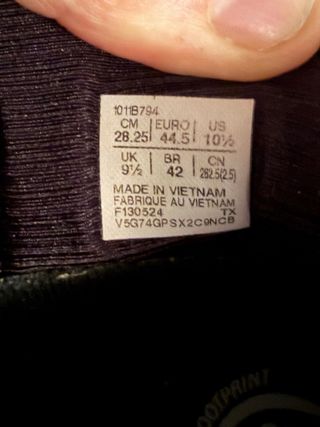 1011B794
CM | EURO | US
28.25 | 44.5 | 10½
UK | BR | CN
9½ | 42 | 282.5(2.5)
MADE IN VIETNAM
FABRIQUE AU VIETNAM
F130524 TX
V5G74GPSX2C9NCB
OOTPRINT